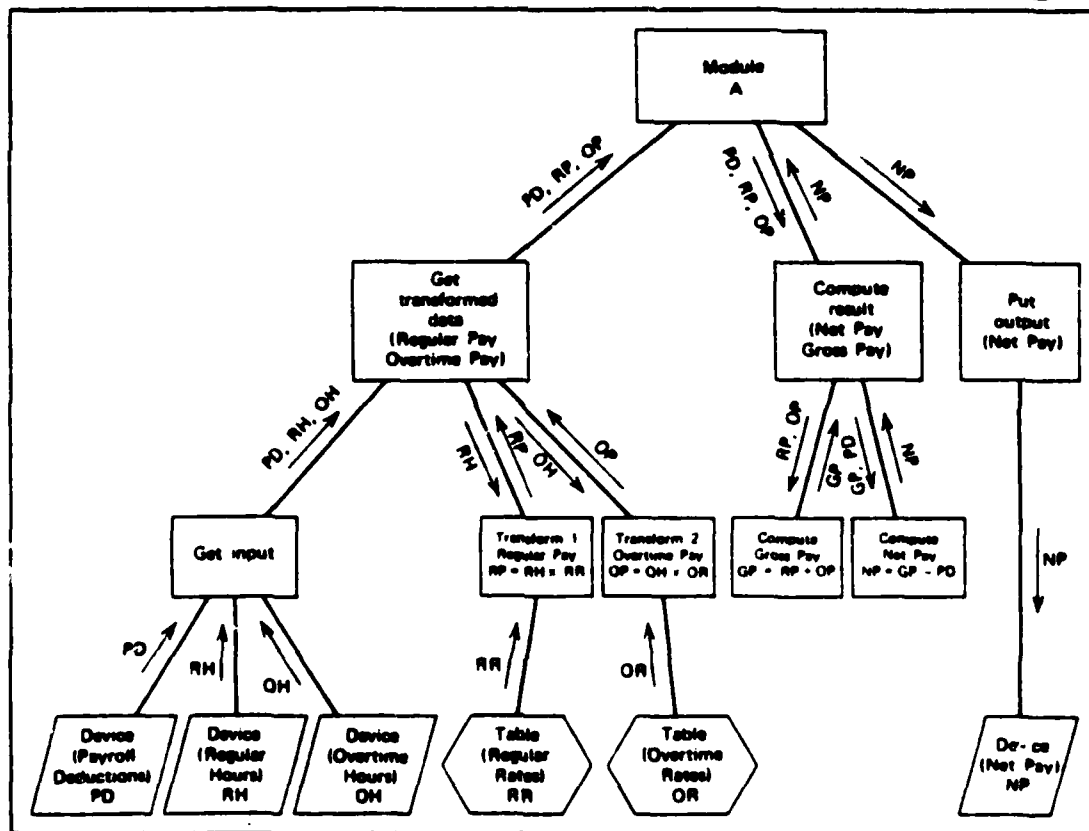 Module
A
PD, RP, OP
PD, RP, OP
NP
NP
Get
transformed
data
(Regular Pay
Overtime Pay)
Compute
result
(Net Pay
Gross Pay)
Put
output
(Net Pay)
PD, RH, OH
RH
RP
OH
OP
RP, OP
GP
GP, PD
NP
Get input
Transform 1
Regular Pay
RP = RH × RR
Transform 2
Overtime Pay
OP = OH × OR
Compute
Gross Pay
GP = RP + OP
Compute
Net Pay
NP = GP - PD
NP
PD
RH
OH
RR
OR
Device
(Payroll
Deductions)
PD
Device
(Regular
Hours)
RH
Device
(Overtime
Hours)
OH
Table
(Regular
Rates)
RR
Table
(Overtime
Rates)
OR
(Net Pay)
NP